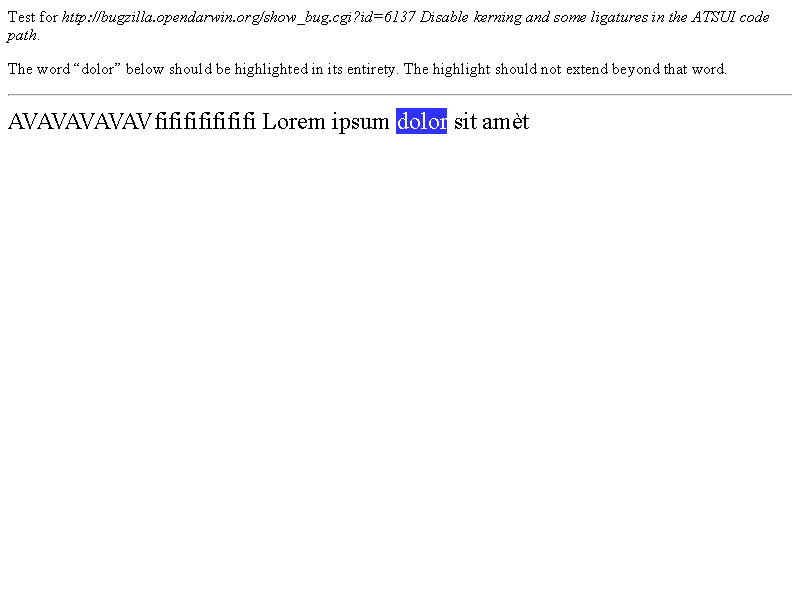 Test for http://bugzilla.opendarwin.org/show_bug.cgi?id=6137 Disable kerning and some ligatures in the ATSUI code
path.
The word “dolor” below should be highlighted in its entirety. The highlight should not extend beyond that word.
AVAVAVAVAVfififififififi Lorem ipsum dolor sit amèt